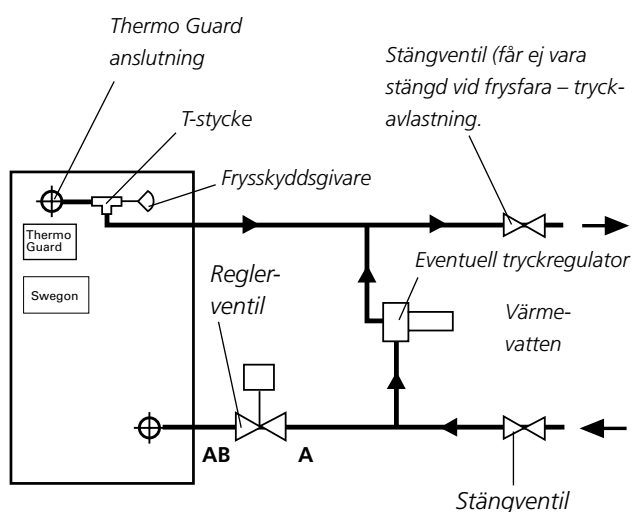 Thermo Guard
anslutning
Stängventil (får ej vara
stängd vid frysfara – tryck-
avlastning.
T-stycke
Frysskyddsgivare
Thermo
Guard
Swegon
Regler-
ventil
Eventuell tryckregulator
Värme-
vatten
AB
A
Stängventil